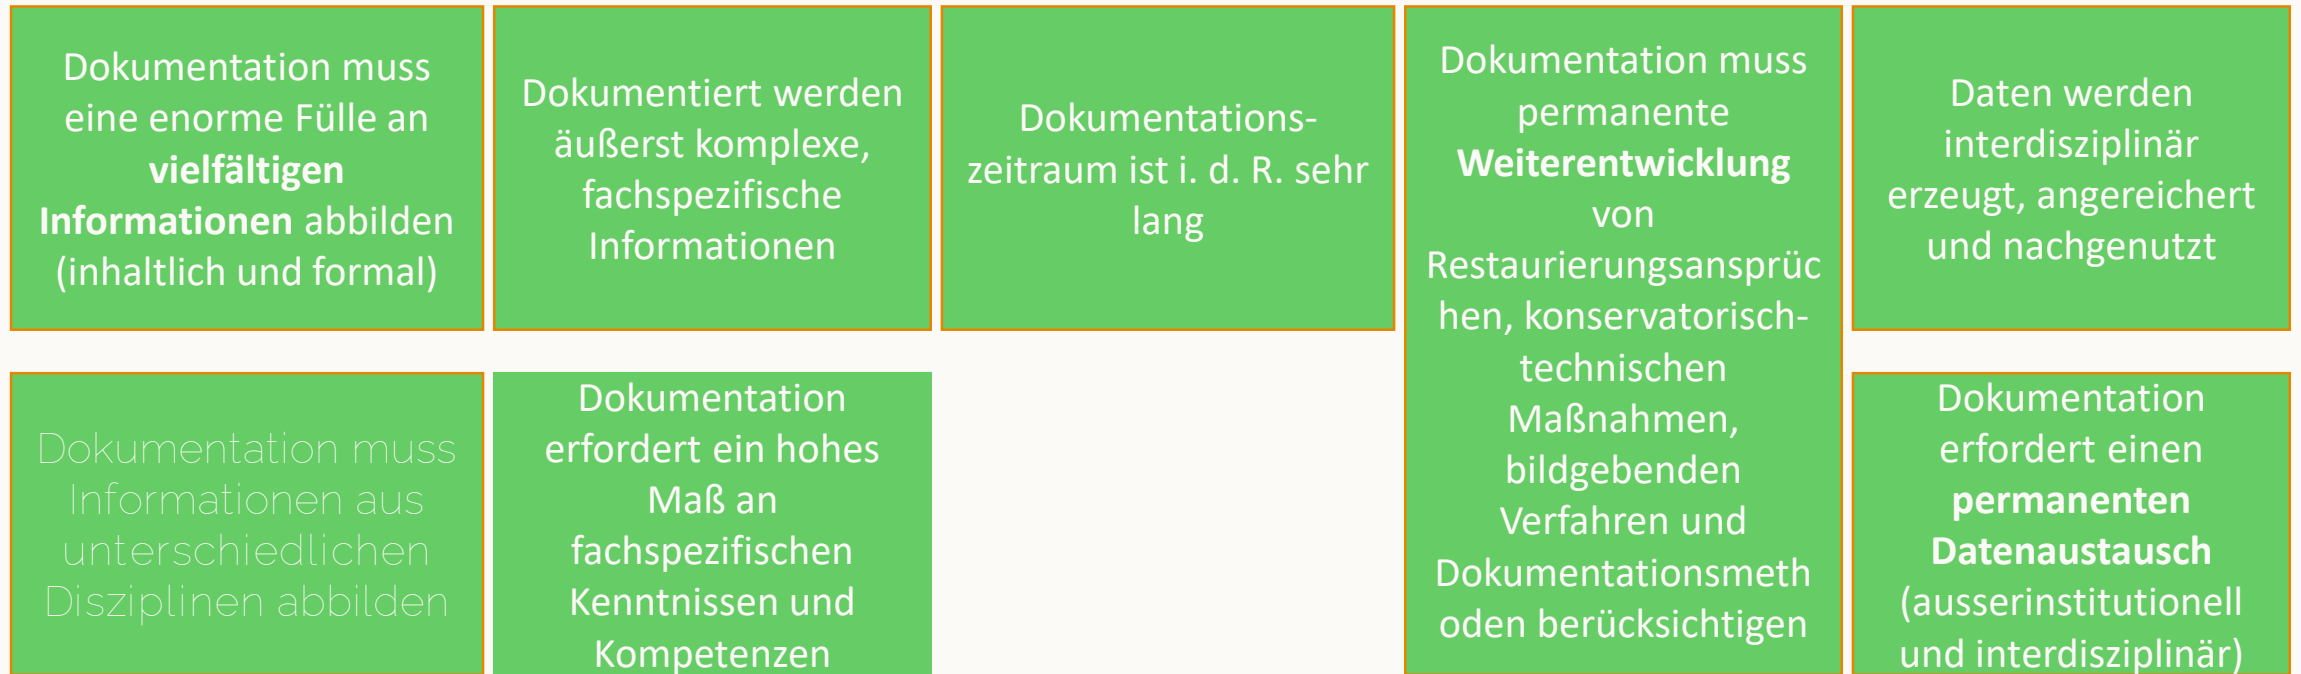 Dokumentation muss
eine enorme Fülle an
vielfältigen
Informationen abbilden
(inhaltlich und formal)
Dokumentiert werden
äußerst komplexe,
fachspezifische
Informationen
Dokumentations-
zeitraum ist i. d. R. sehr
lang
Dokumentation muss
permanente
Weiterentwicklung
von
Restaurierungsansprüc
hen, konservatorisch-
technischen
Maßnahmen,
bildgebenden
Verfahren und
Dokumentationsmeth
oden berücksichtigen
Daten werden
interdisziplinär
erzeugt, angereichert
und nachgenutzt
Dokumentation muss
Informationen aus
unterschiedlichen
Disziplinen abbilden
Dokumentation
erfordert ein hohes
Maß an
fachspezifischen
Kenntnissen und
Kompetenzen
Dokumentation
erfordert einen
permanenten
Datenaustausch
(ausserinstitutionell
und interdisziplinär)